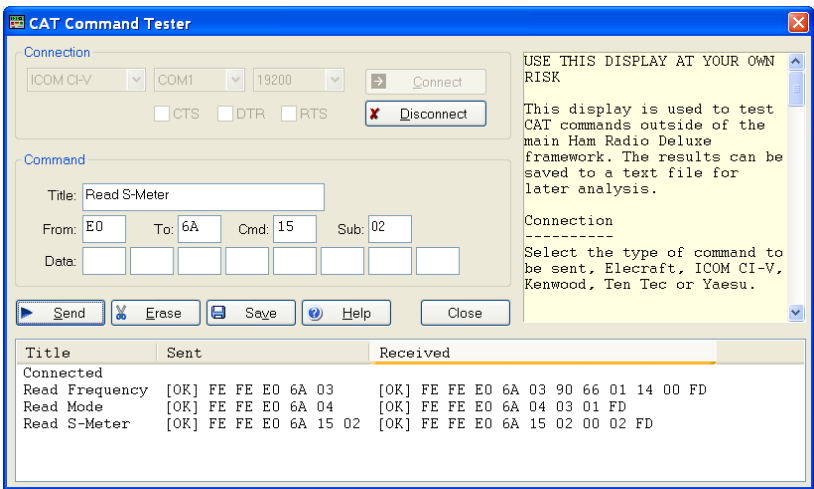 CAT Command Tester
Connection
ICOM CI-V COM1 19200 Connect
CTS DTR RTS Disconnect
Command
Title: Read S-Meter
From: E0 To: 6A Cmd: 15 Sub: 02
Data:
Send Erase Save Help Close
USE THIS DISPLAY AT YOUR OWN
RISK
This display is used to test
CAT commands outside of the
main Ham Radio Deluxe
framework. The results can be
saved to a text file for
later analysis.
Connection
----------
Select the type of command to
be sent, Elecraft, ICOM CI-V,
Kenwood, Ten Tec or Yaesu.
Title Sent Received
Connected
Read Frequency [OK] FE FE E0 6A 03 [OK] FE FE E0 6A 03 90 66 01 14 00 FD
Read Mode [OK] FE FE E0 6A 04 [OK] FE FE E0 6A 04 03 01 FD
Read S-Meter [OK] FE FE E0 6A 15 02 [OK] FE FE E0 6A 15 02 00 02 FD